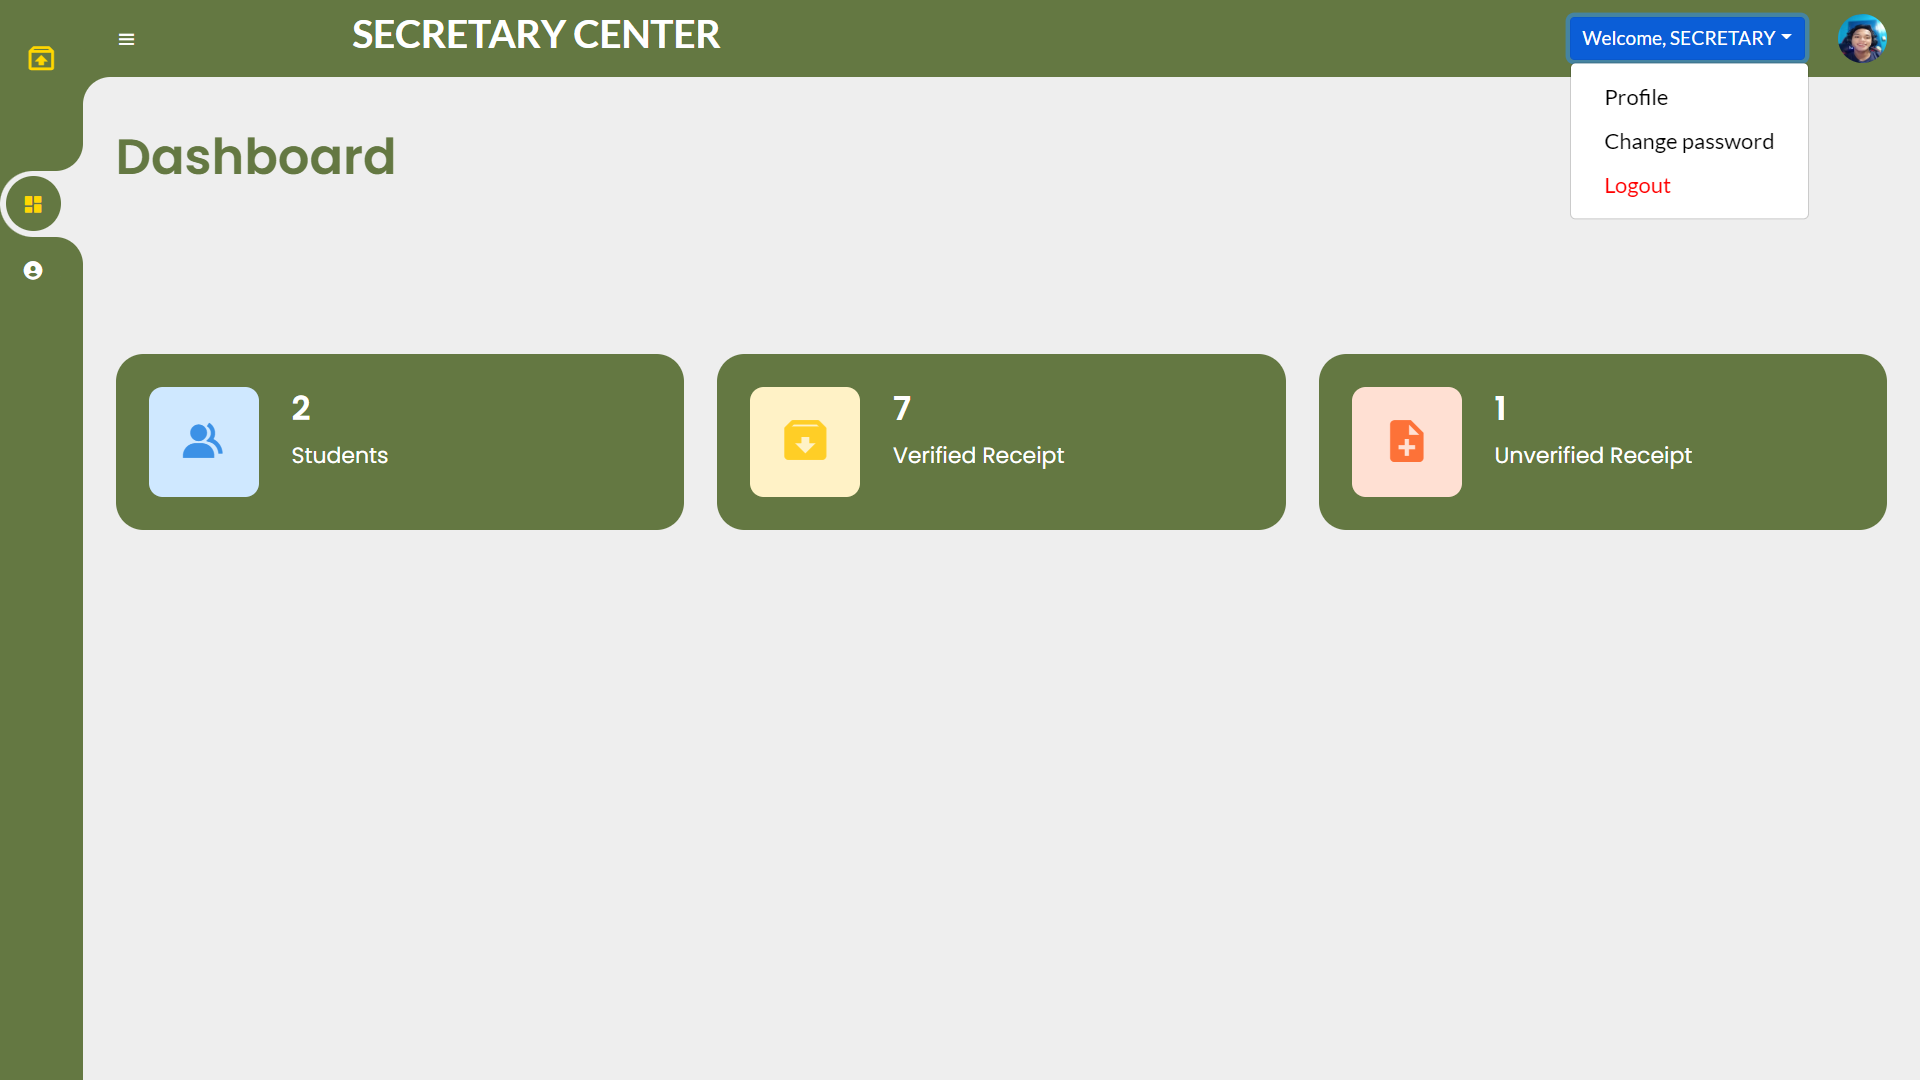 SECRETARY CENTER
Welcome, SECRETARY
Profile
Change password
Logout
Dashboard
2
Students
7
Verified Receipt
1
Unverified Receipt